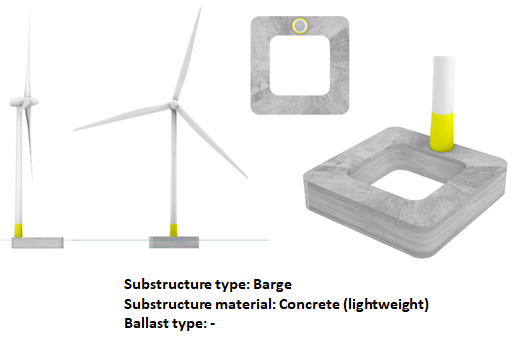 Substructure type: Barge
Substructure material: Concrete (lightweight)
Ballast type: -